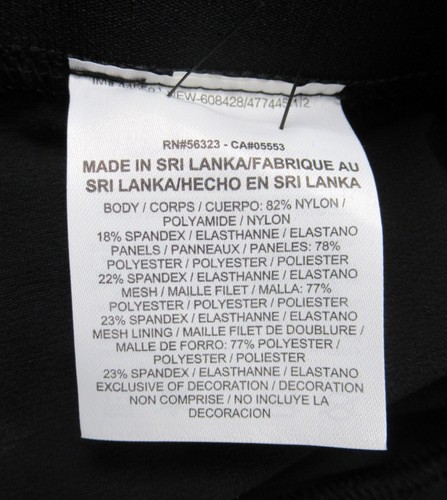 EW-608428/477445
RN#56323 - CA#05553
MADE IN SRI LANKA/FABRIQUE AU
SRI LANKA/HECHO EN SRI LANKA
BODY / CORPS / CUERPO: 82% NYLON /
POLYAMIDE / NYLON
18% SPANDEX / ELASTHANNE / ELASTANO
PANELS / PANNEAUX / PANELES: 78%
POLYESTER / POLYESTER / POLIESTER
22% SPANDEX / ELASTHANNE / ELASTANO
MESH / MAILLE FILET / MALLA: 77%
POLYESTER / POLYESTER / POLIESTER
23% SPANDEX / ELASTHANNE / ELASTANO
MESH LINING / MAILLE FILET DE DOUBLURE /
MALLE DE FORRO: 77% POLYESTER /
POLYESTER / POLIESTER
23% SPANDEX / ELASTHANNE / ELASTANO
EXCLUSIVE OF DECORATION / DECORATION
NON COMPRISE / NO INCLUYE LA
DECORACION